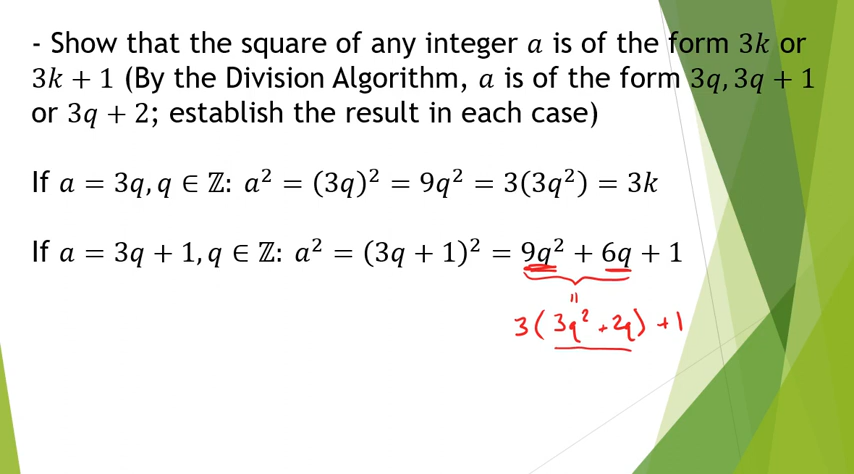 - Show that the square of any integer 𝑎 is of the form 3𝑘 or
3𝑘 + 1 (By the Division Algorithm, 𝑎 is of the form 3𝑞, 3𝑞 + 1
or 3𝑞 + 2; establish the result in each case)
If 𝑎 = 3𝑞, 𝑞 ∈ ℤ: 𝑎² = (3𝑞)² = 9𝑞² = 3(3𝑞²) = 3𝑘
If 𝑎 = 3𝑞 + 1, 𝑞 ∈ ℤ: 𝑎² = (3𝑞 + 1)² = 9𝑞² + 6𝑞 + 1
=
3(3q² + 2q) + 1